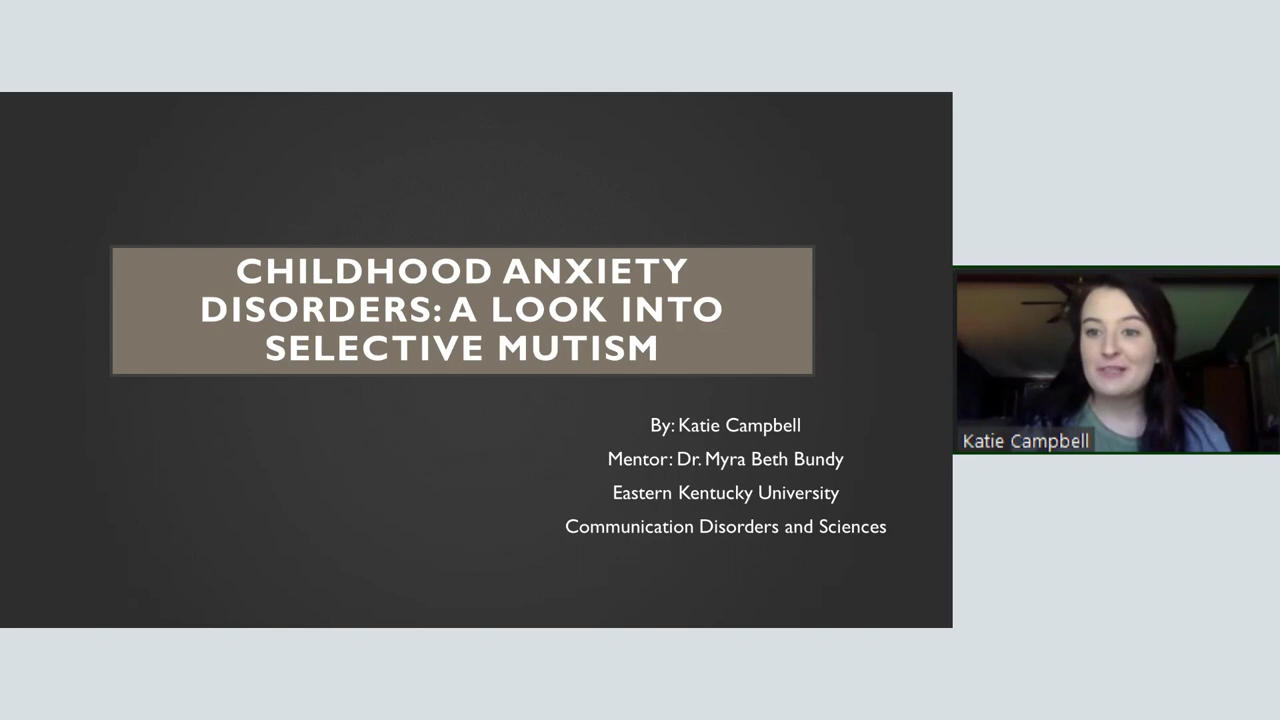 CHILDHOOD ANXIETY
DISORDERS: A LOOK INTO
SELECTIVE MUTISM
By: Katie Campbell
Mentor: Dr. Myra Beth Bundy
Eastern Kentucky University
Communication Disorders and Sciences
Katie Campbell